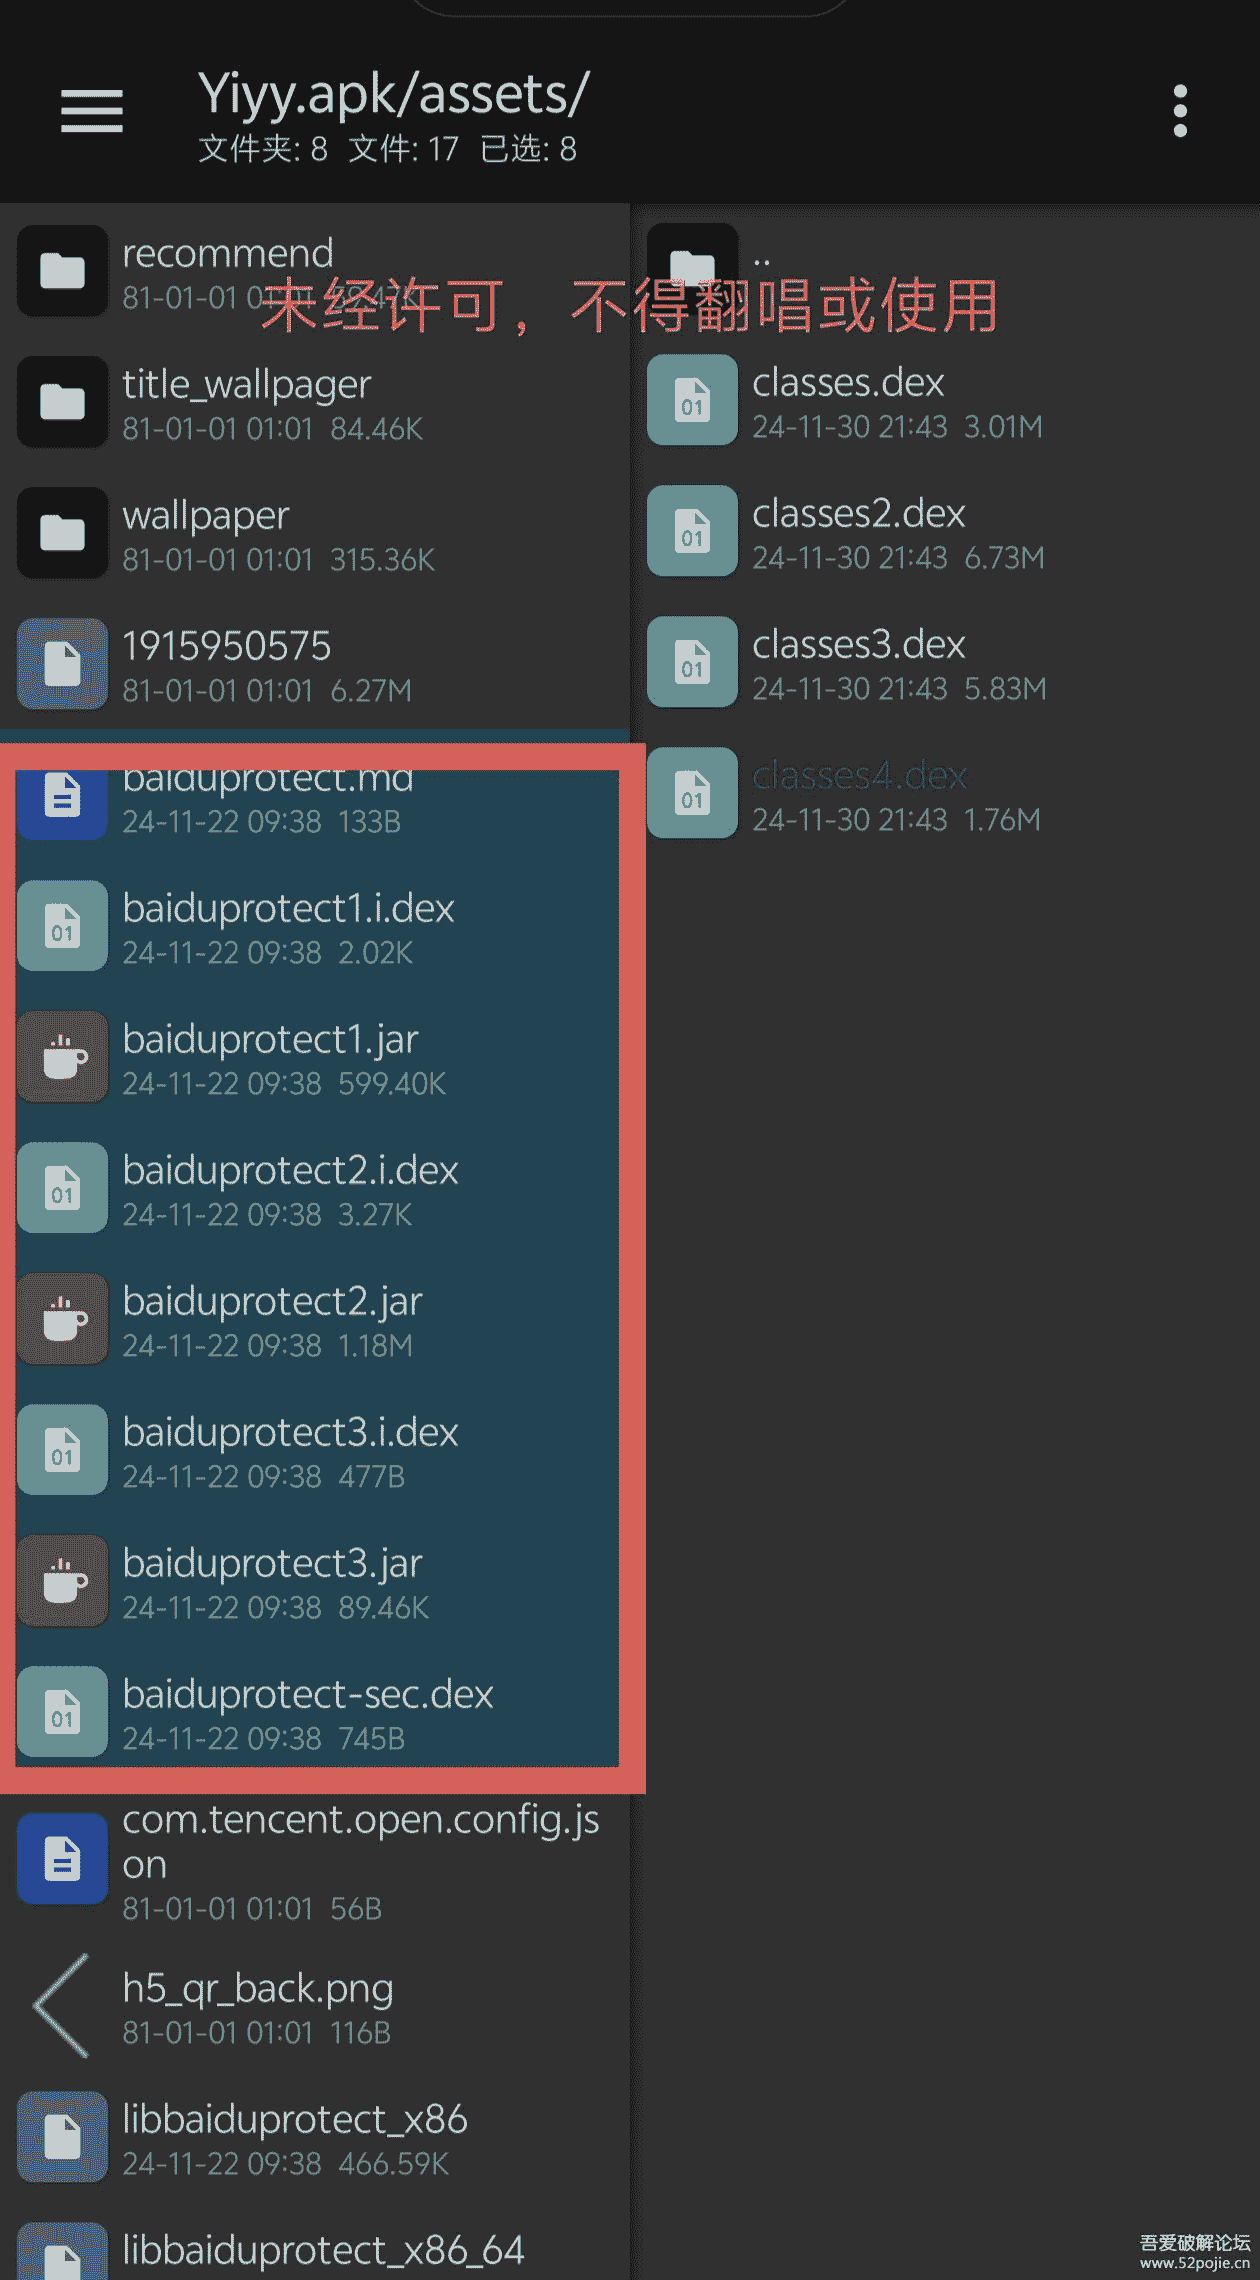 Yiyy.apk/assets/
文件夹: 8 文件: 17 已选: 8
recommend
81-01-01 01:01
未经许可，不得翻唱或使用
title_wallpager
81-01-01 01:01 84.46K
wallpaper
81-01-01 01:01 315.36K
1915950575
81-01-01 01:01 6.27M
baiduprotect.md
24-11-22 09:38 133B
baiduprotect1.i.dex
24-11-22 09:38 2.02K
baiduprotect1.jar
24-11-22 09:38 599.40K
baiduprotect2.i.dex
24-11-22 09:38 3.27K
baiduprotect2.jar
24-11-22 09:38 1.18M
baiduprotect3.i.dex
24-11-22 09:38 477B
baiduprotect3.jar
24-11-22 09:38 89.46K
baiduprotect-sec.dex
24-11-22 09:38 745B
com.tencent.open.config.js
on
81-01-01 01:01 56B
h5_qr_back.png
81-01-01 01:01 116B
libbaiduprotect_x86
24-11-22 09:38 466.59K
libbaiduprotect_x86_64
..
classes.dex
24-11-30 21:43 3.01M
classes2.dex
24-11-30 21:43 6.73M
classes3.dex
24-11-30 21:43 5.83M
classes4.dex
24-11-30 21:43 1.76M
吾爱破解论坛
www.52pojie.cn